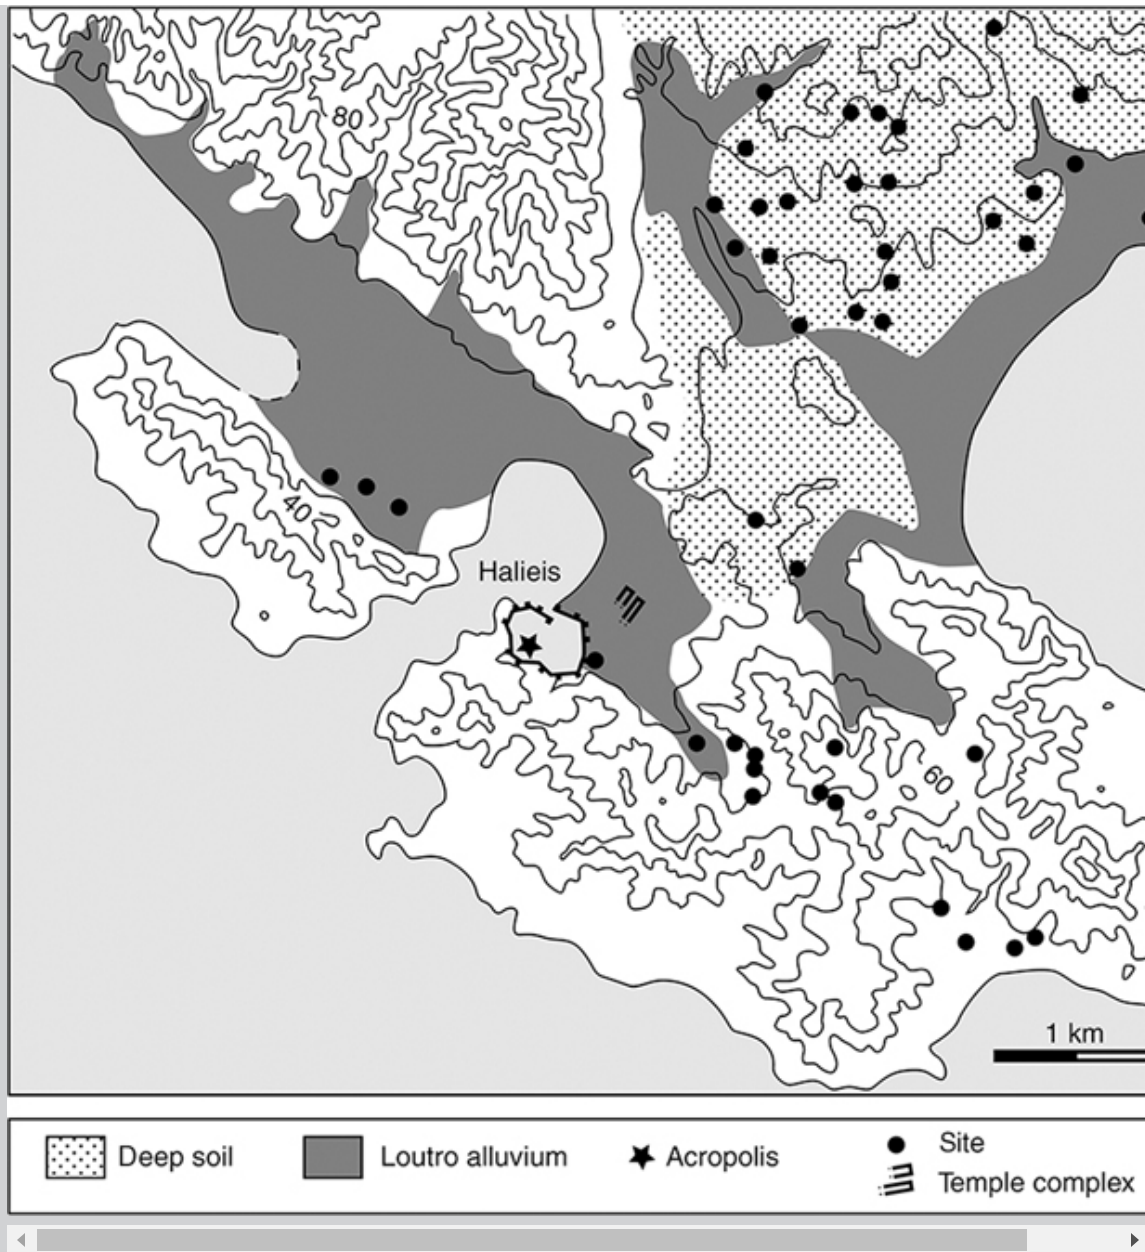 80
40
Halieis
60
1 km
Deep soil
Loutro alluvium
Acropolis
Site
Temple complex